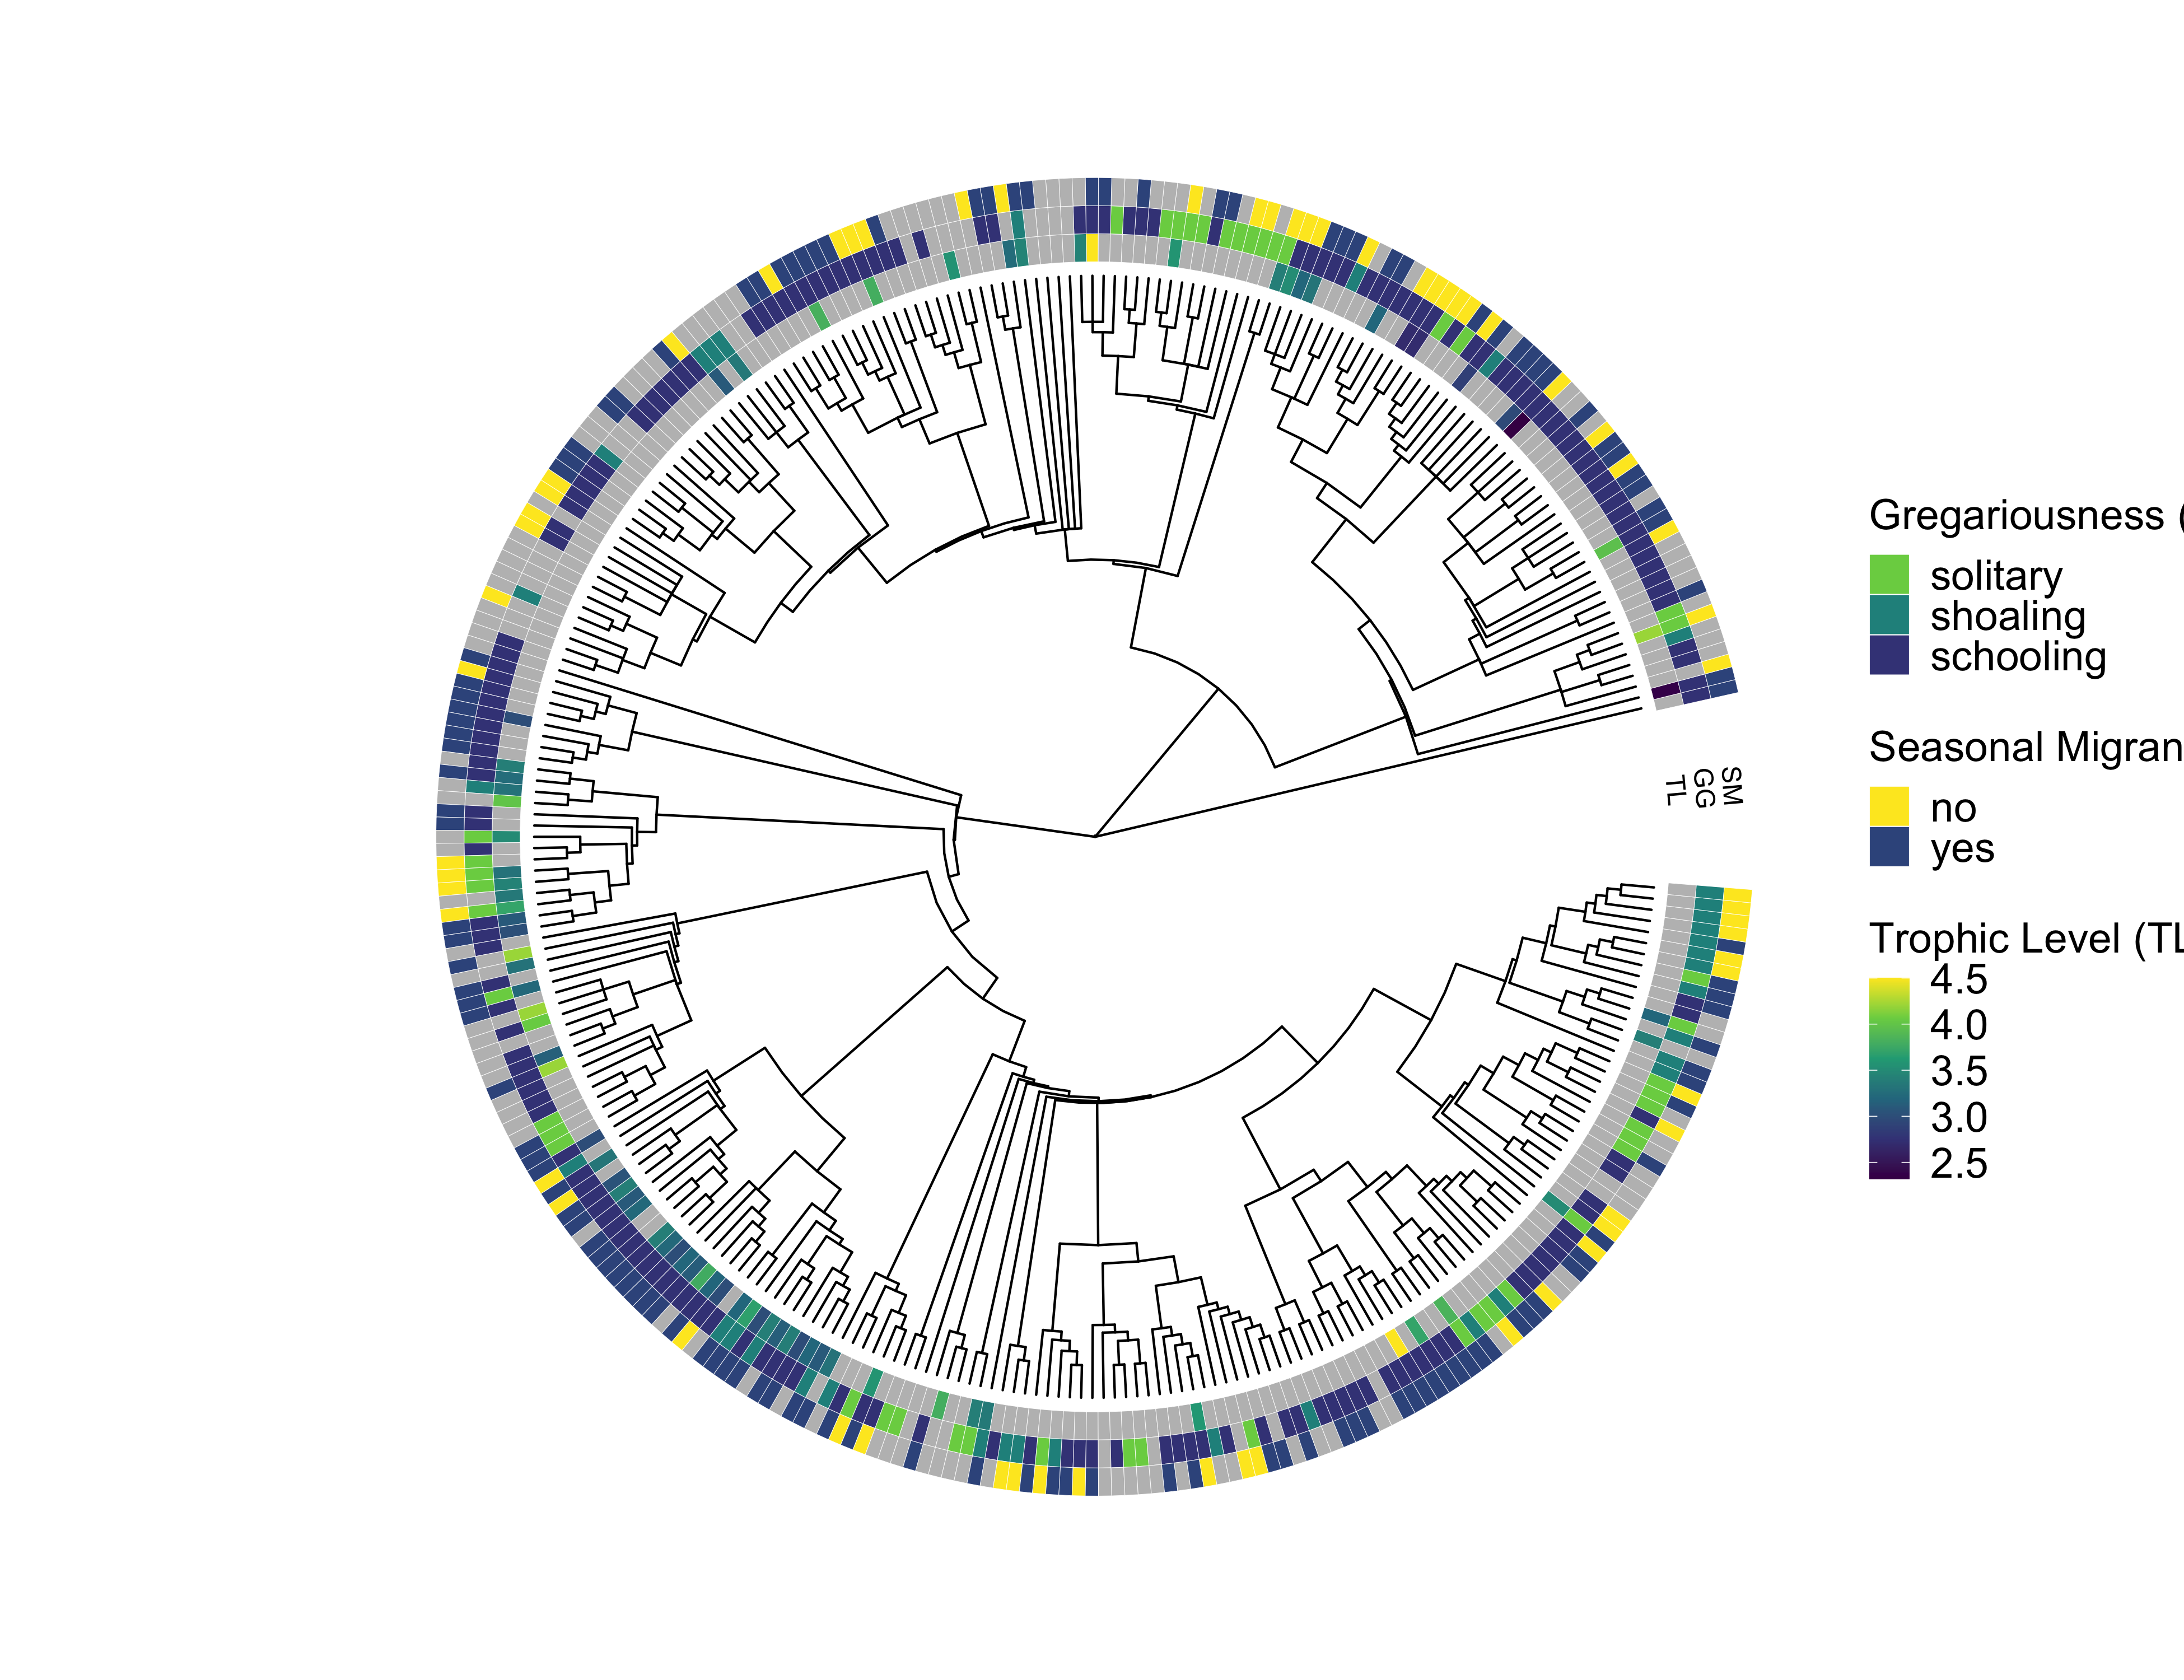 SM
GG
TL
Gregariousness (
solitary
shoaling
schooling
Seasonal Migran
no
yes
Trophic Level (TL
4.5
4.0
3.5
3.0
2.5